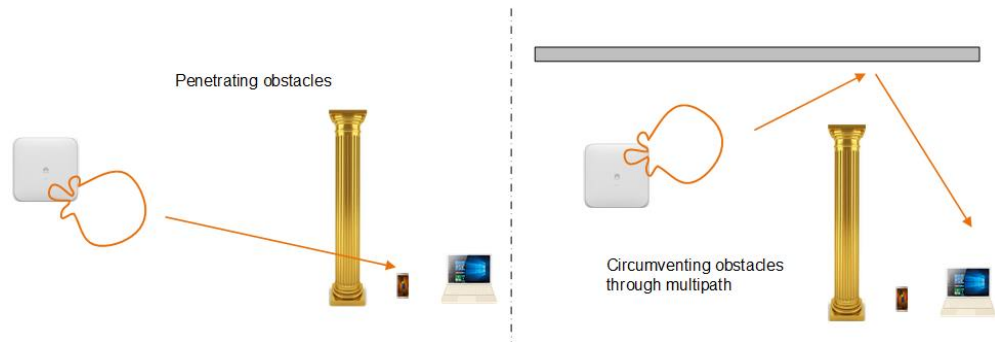 Penetrating obstacles
Circumventing obstacles
through multipath